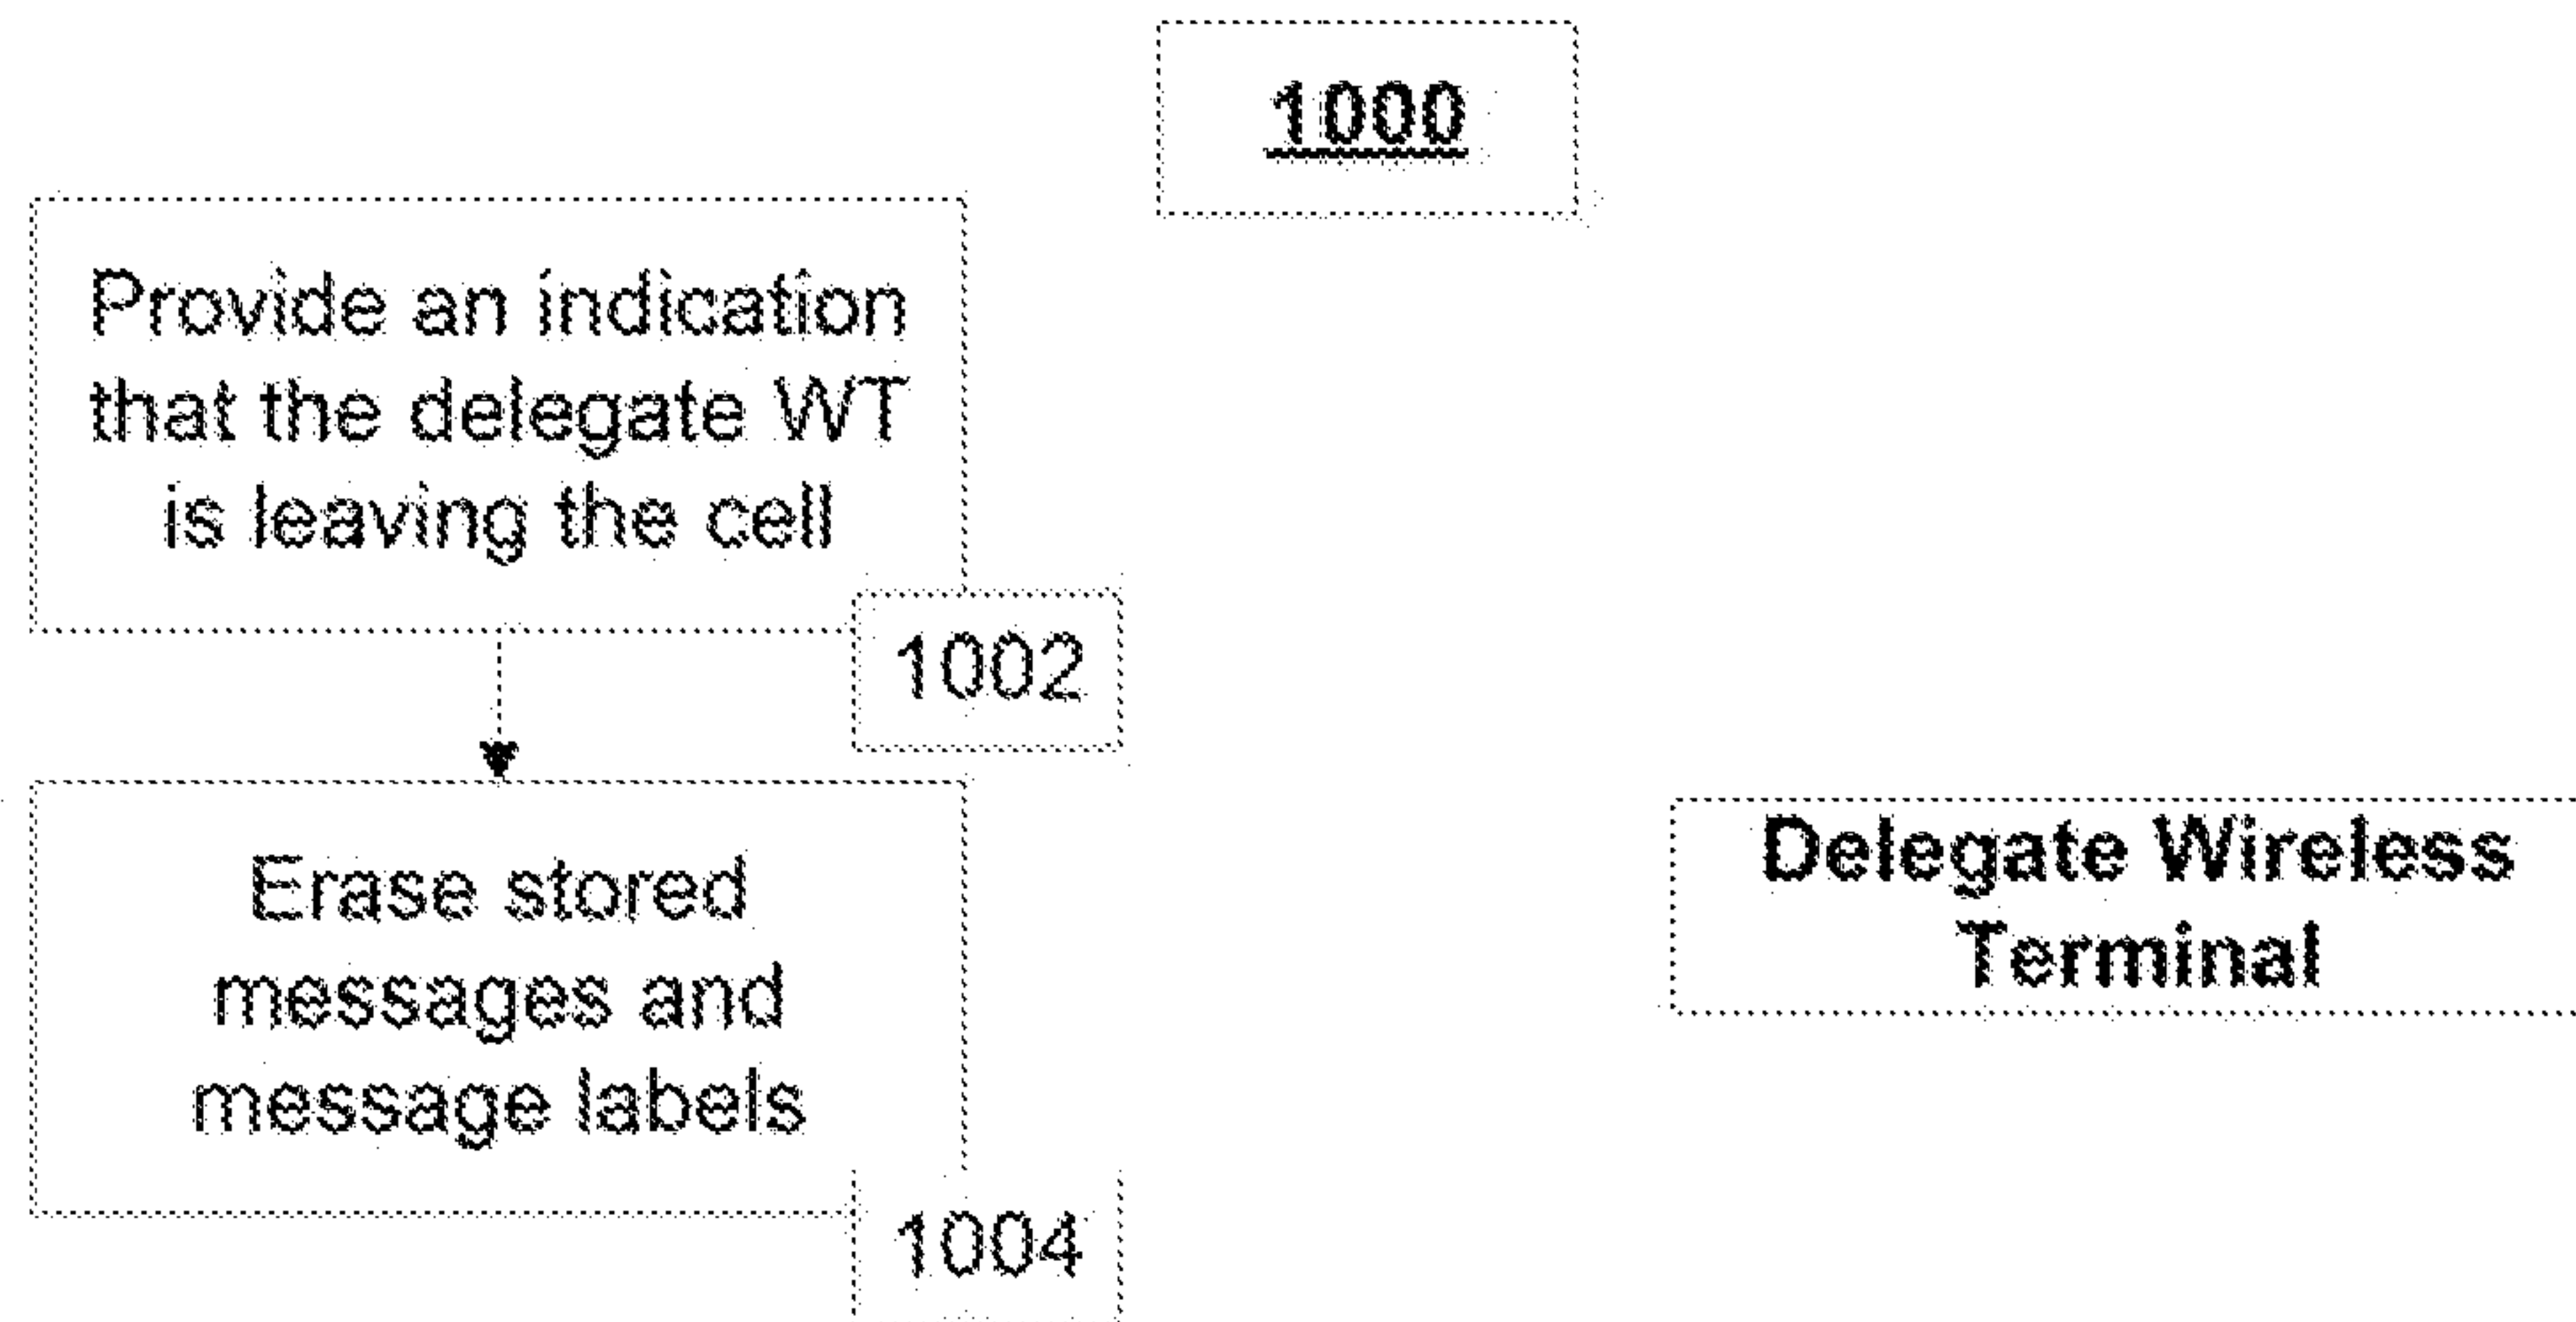 1000
Provide an indication
that the delegate WT
is leaving the cell
1002
Erase stored
messages and
message labels
1004
Delegate Wireless
Terminal